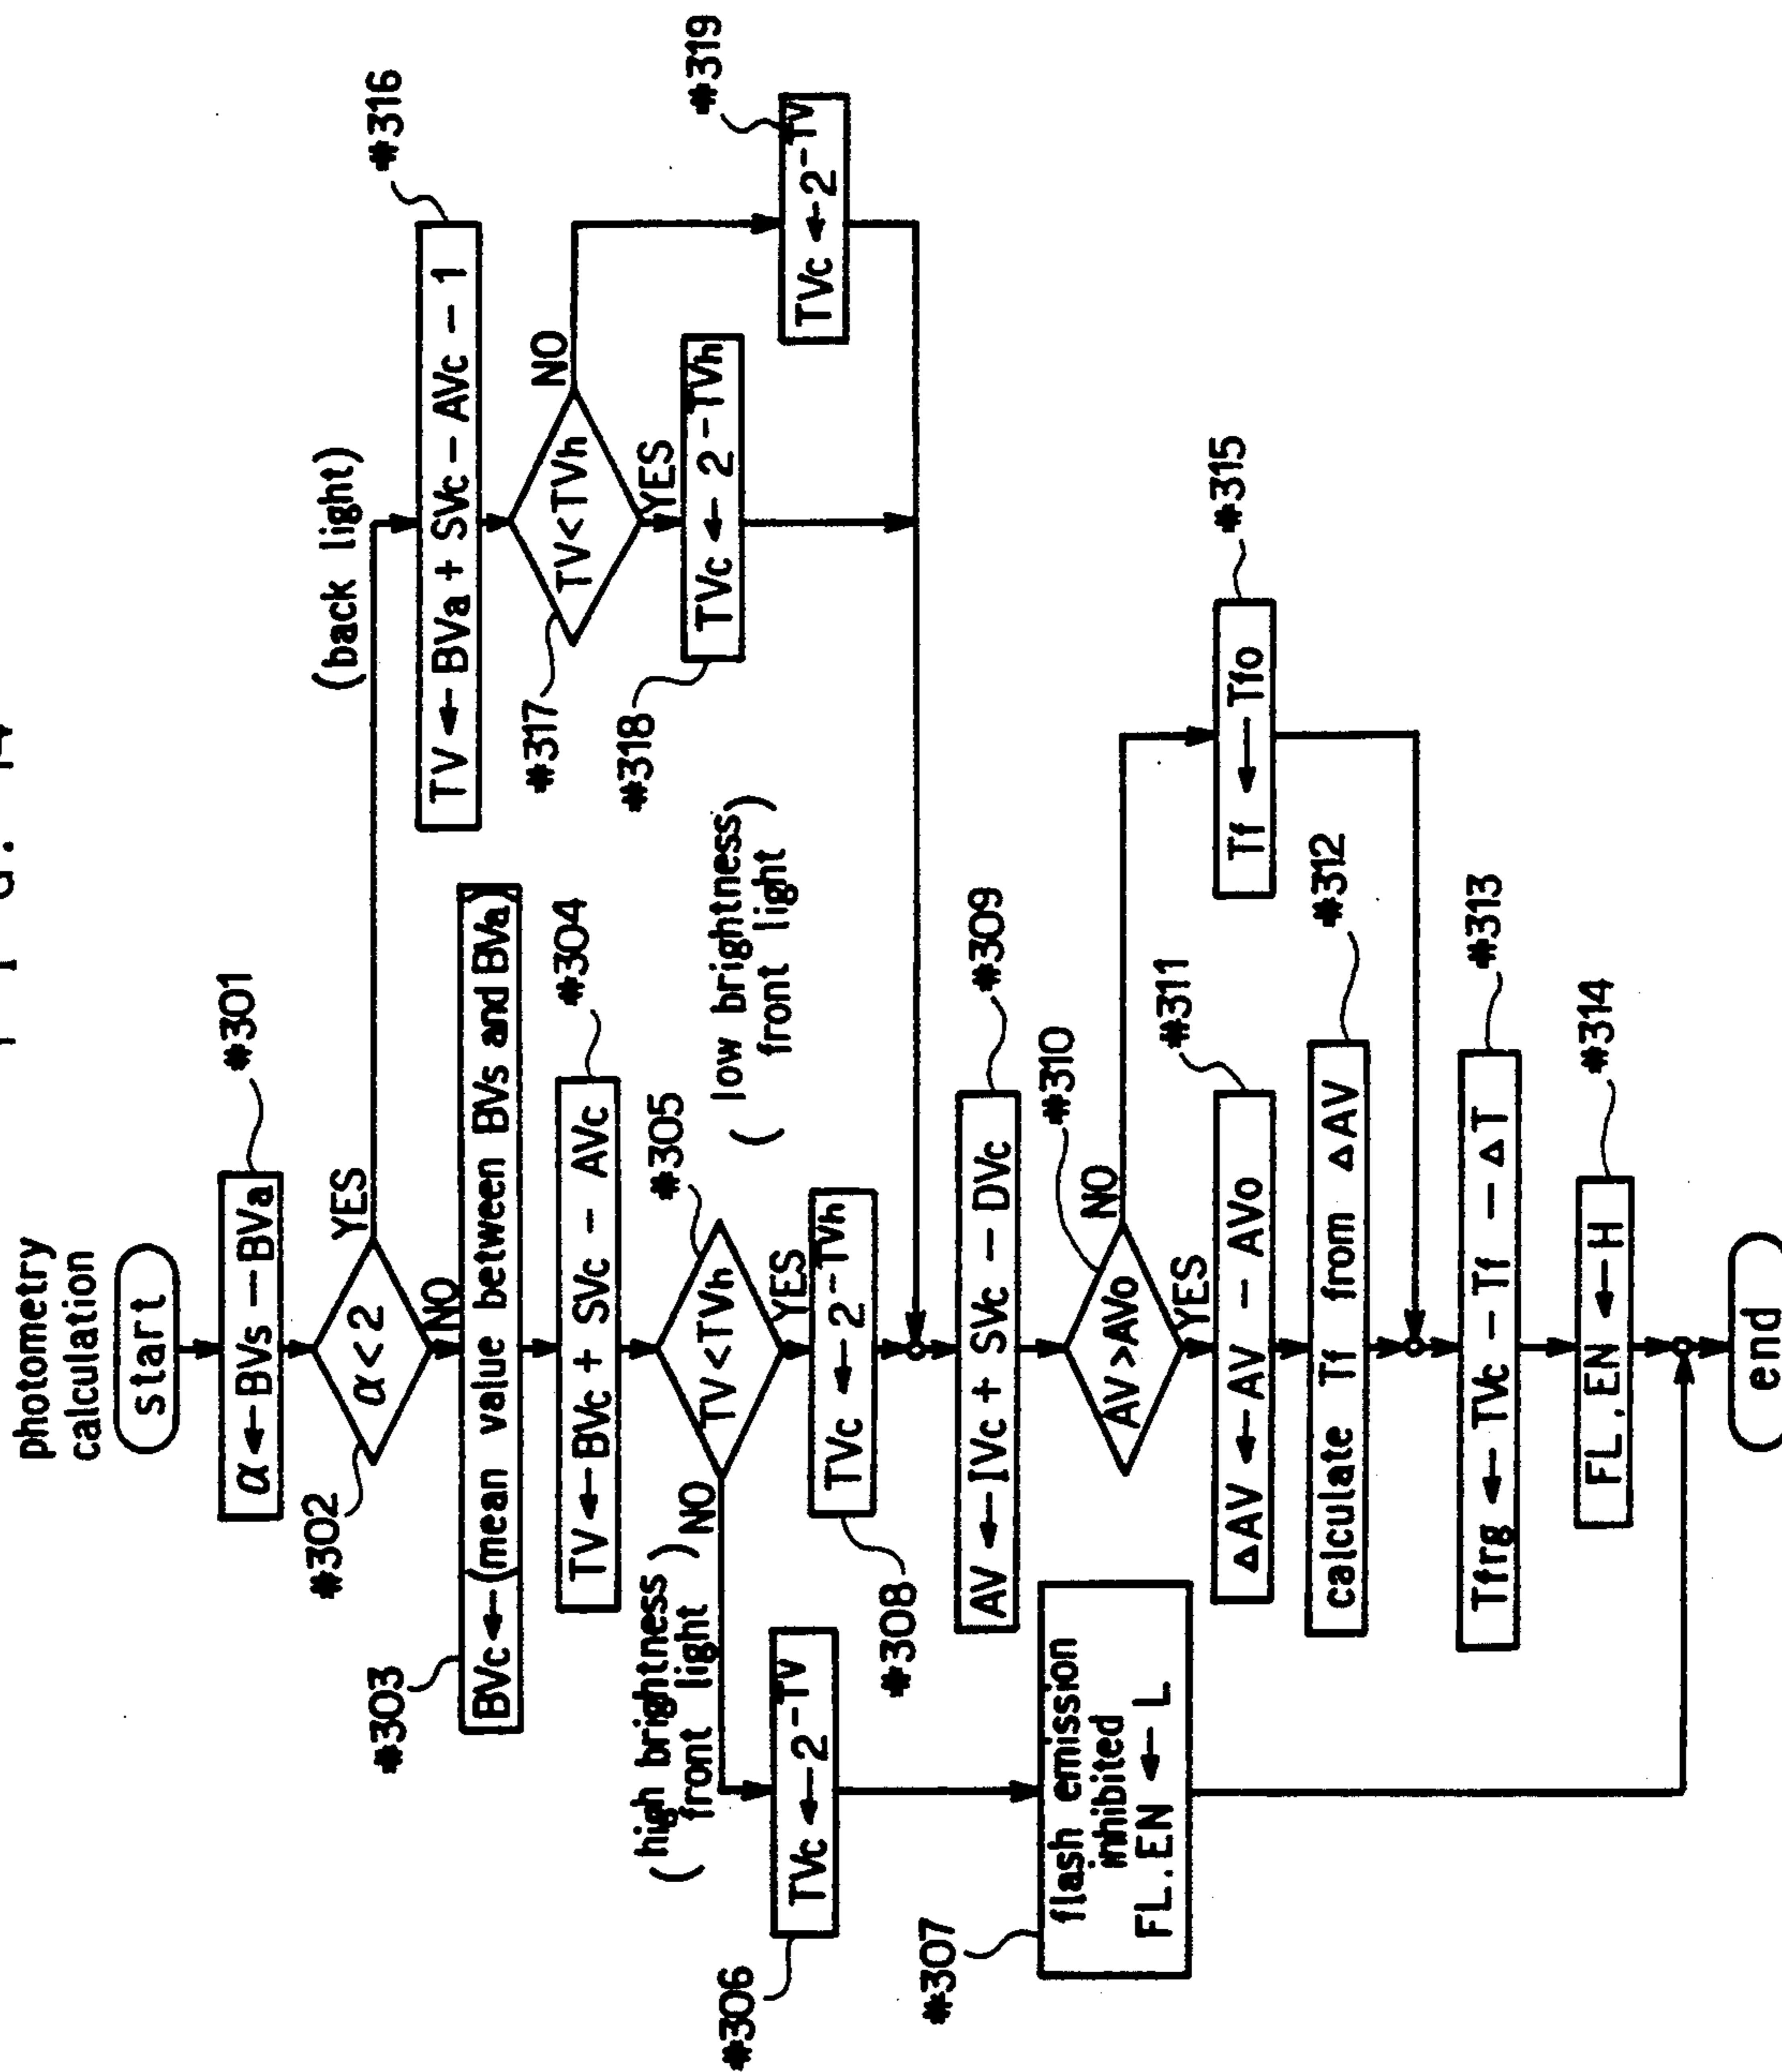 photometry
calculation
start
#301
α ← BVs − BVa
#302
α < 2
YES
NO
(back light)
#303
BVc ← (mean value between BVs and BVa)
#316
TV ← BVa + SVc − AVc − 1
#304
TV ← BVc + SVc − AVc
#317
TV < TVh
NO
YES
#305
TV < TVh
NO
YES
(high brightness front light)
(low brightness front light)
#318
TVc ← 2^−TVh
#319
TVc ← 2^−TV
#306
TVc ← 2^−TV
#308
TVc ← 2^−TVh
#307
flash emission
inhibited
FL.EN ← L
#309
AV ← IVc + SVc − DVc
#310
AV > AVo
NO
YES
#311
ΔAV ← AV − AVo
#315
Tf ← Tfo
#312
calculate Tf from ΔAV
#313
Tfrg ← TVc − Tf − ΔT
#314
FL.EN ← H
end